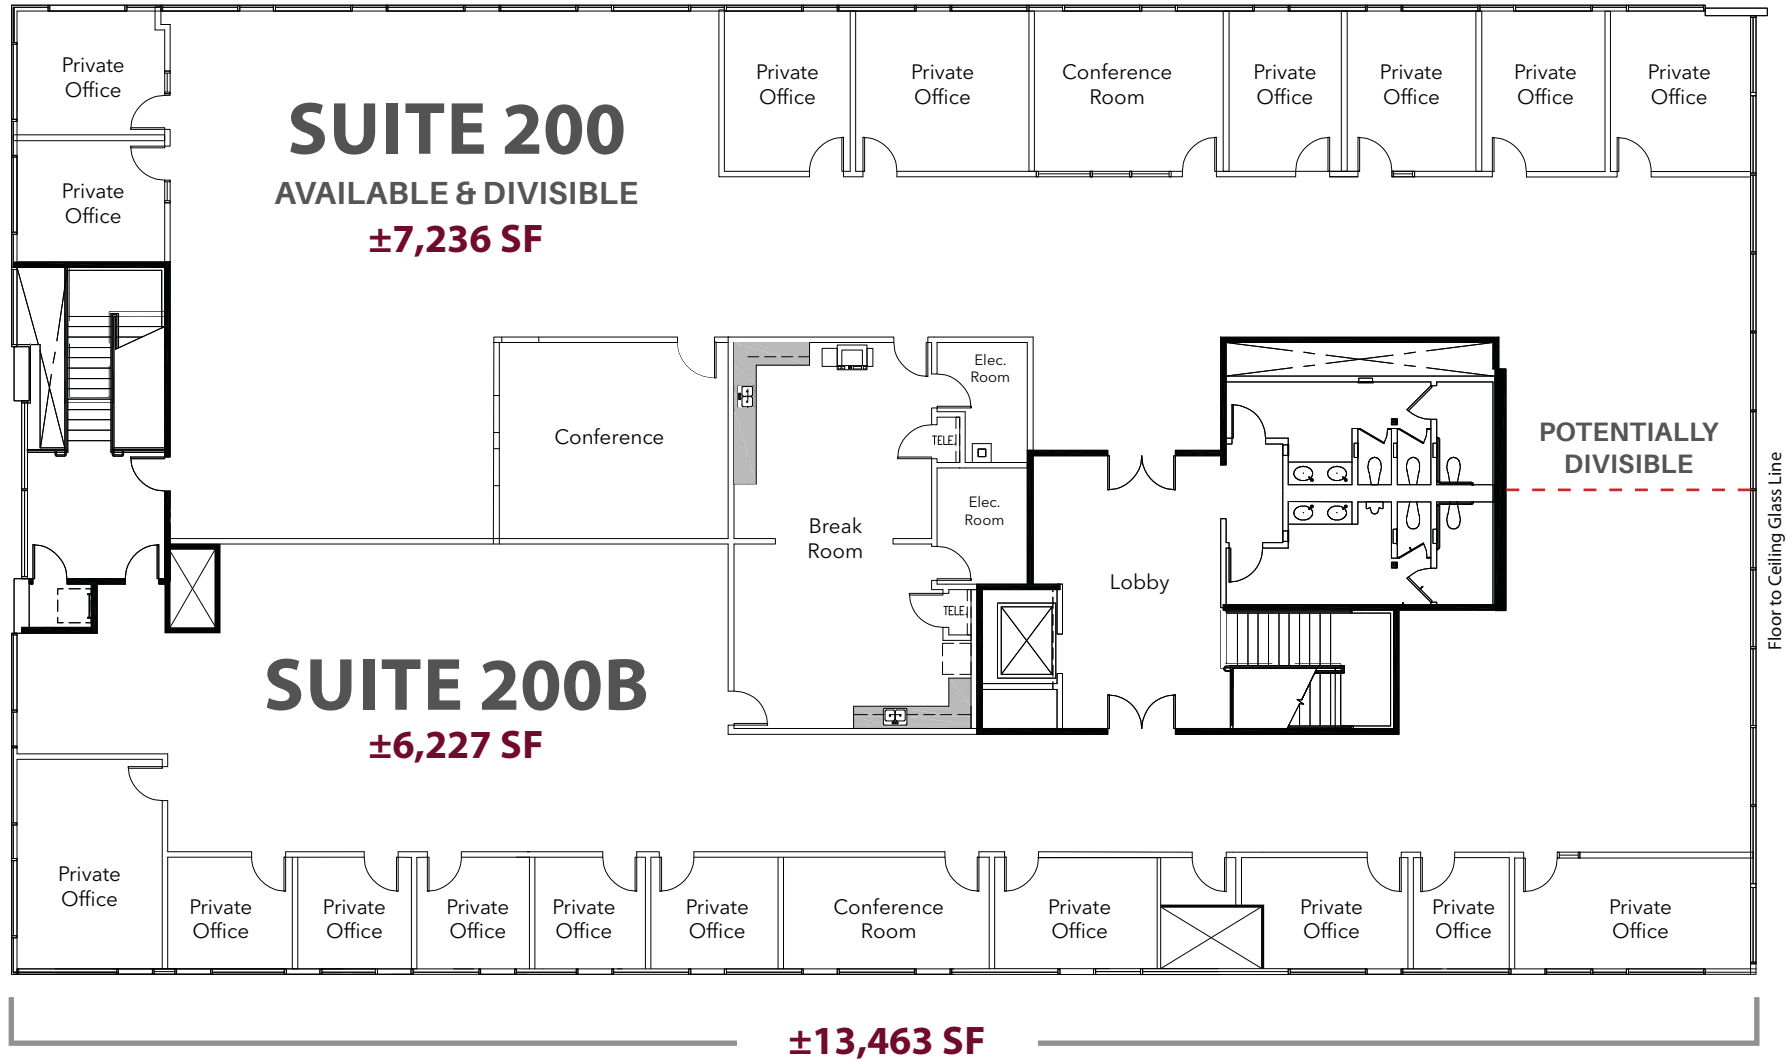 Private
Office
Private
Office
SUITE 200
AVAILABLE & DIVISIBLE
±7,236 SF
Private
Office
Private
Office
Conference
Room
Private
Office
Private
Office
Private
Office
Private
Office
Conference
Elec.
Room
TELE.
Elec.
Room
Break
Room
TELE.
Lobby
POTENTIALLY
DIVISIBLE
Floor to Ceiling Glass Line
SUITE 200B
±6,227 SF
Private
Office
Private
Office
Private
Office
Private
Office
Private
Office
Private
Office
Conference
Room
Private
Office
Private
Office
Private
Office
Private
Office
±13,463 SF